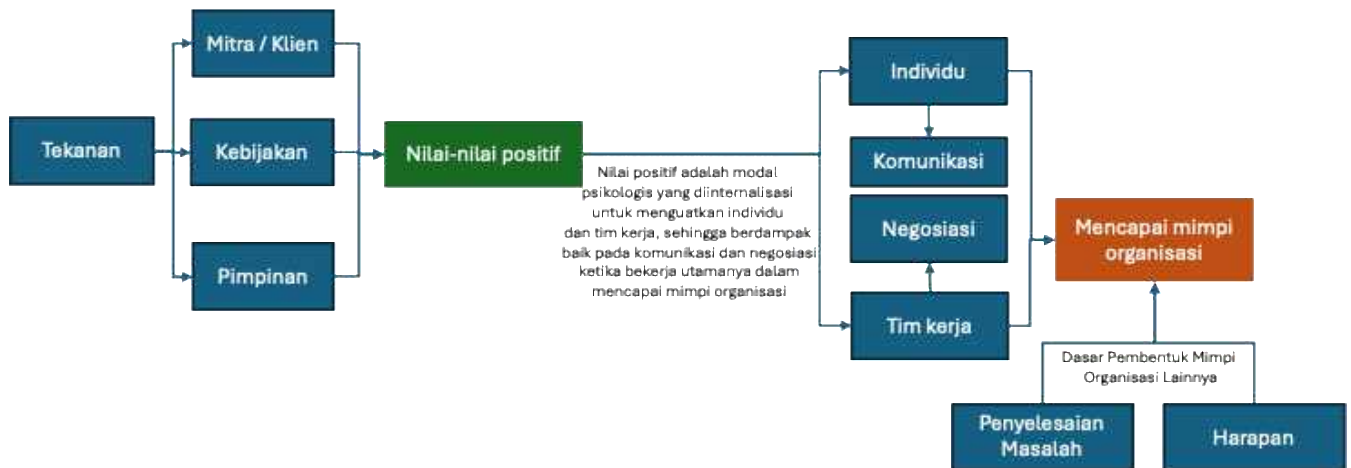 Mitra / Klien
Tekanan
Kebijakan
Pimpinan
Nilai-nilai positif
Nilai positif adalah modal
psikologis yang diinternalisasi
untuk menguatkan individu
dan tim kerja, sehingga berdampak
baik pada komunikasi dan negosiasi
ketika bekerja utamanya dalam
mencapai mimpi organisasi
Individu
Komunikasi
Negosiasi
Tim kerja
Mencapai mimpi
organisasi
Dasar Pembentuk Mimpi
Organisasi Lainnya
Penyelesaian
Masalah
Harapan